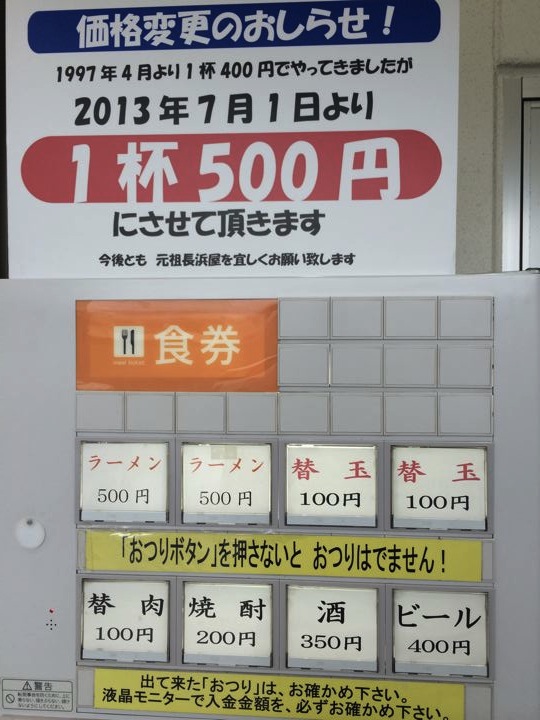 価格変更のおしらせ！
1997年4月より1杯400円でやってきましたが
2013年7月1日より
1杯500円
にさせて頂きます
今後とも 元祖長浜屋を宜しくお願い致します
食券
ラーメン ラーメン 替 玉 替 玉
500円 500円 100円 100円
「おつりボタン」を押さないと おつりはでません！
替 肉 焼 酎 酒 ビール
100円 200円 350円 400円
警告
出て来た「おつり」は、お確かめ下さい。
液晶モニターで入金金額を、必ずお確かめ下さい。